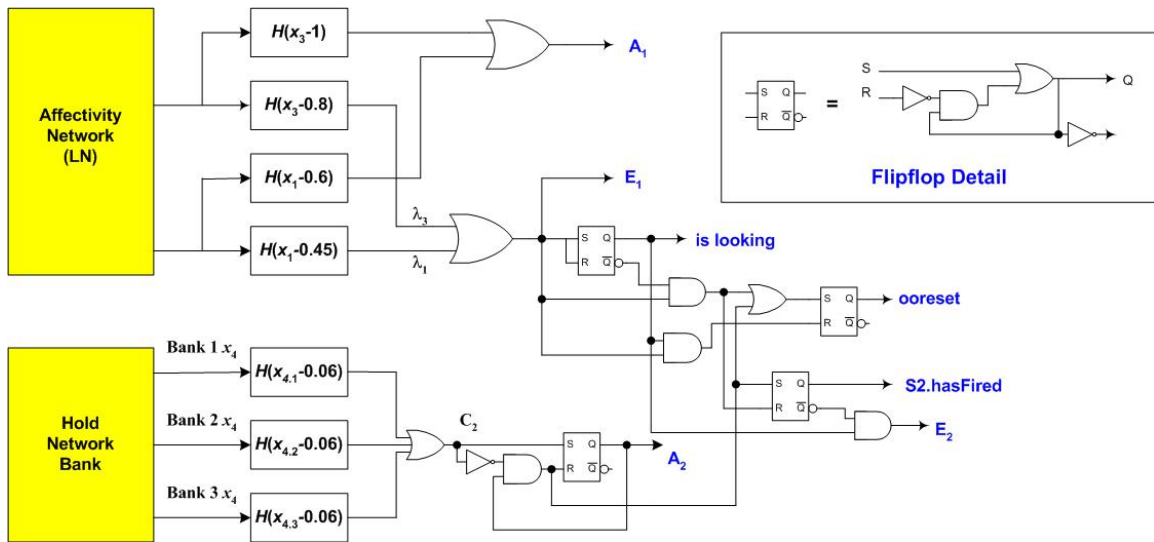 Affectivity
Network
(LN)
H(x3-1)
H(x3-0.8)
H(x1-0.6)
H(x1-0.45)
λ3
λ1
A1
E1
S Q
R Q̅
is looking
S Q
R Q̅
ooreset
S Q
R Q̅
S2.hasFired
E2
S Q
R Q̅
=
S
R
Q
Flipflop Detail
Hold
Network
Bank
Bank 1 x4
Bank 2 x4
Bank 3 x4
H(x4.1-0.06)
H(x4.2-0.06)
H(x4.3-0.06)
C2
S Q
R Q̅
A2